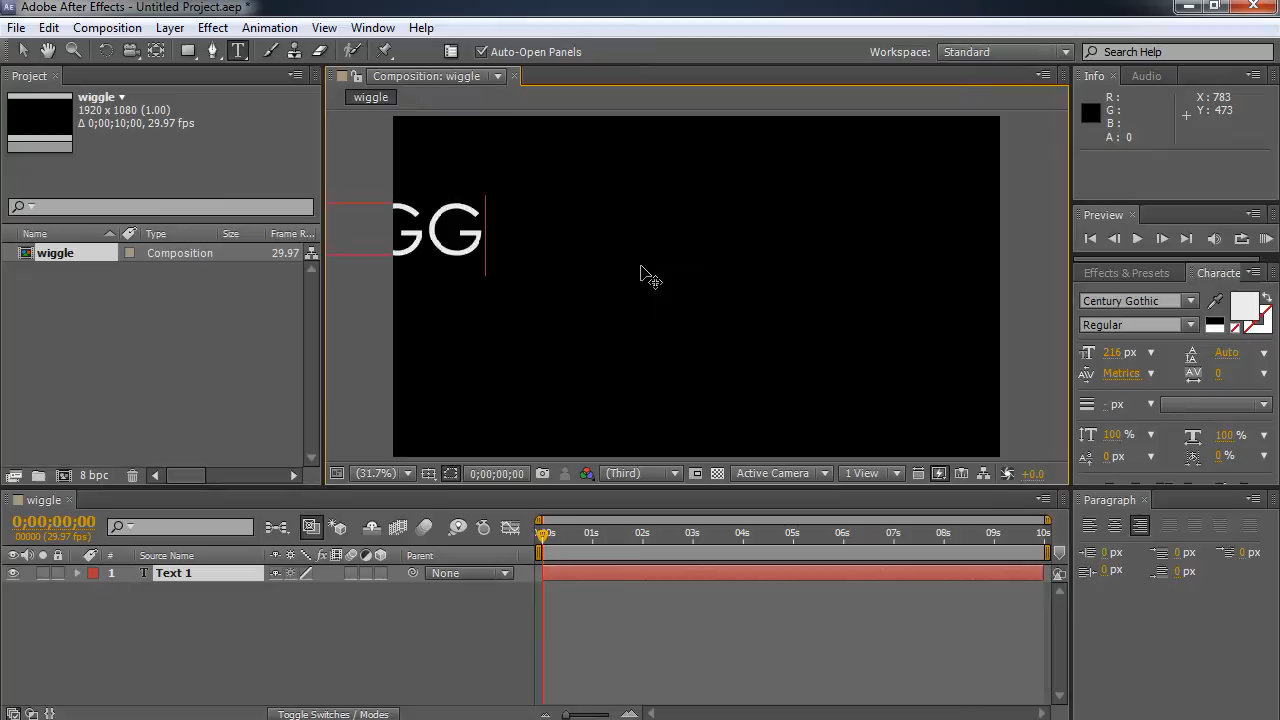 Adobe After Effects - Untitled Project.aep *
File Edit Composition Layer Effect Animation View Window Help
Auto-Open Panels
Workspace: Standard
Search Help
Project
wiggle
1920 x 1080 (1.00)
Δ 0;00;10;00, 29.97 fps
Name Type Size Frame R...
wiggle Composition 29.97
8 bpc
Composition: wiggle
wiggle
GG
(31.7%) 0;00;00;00 (Third) Active Camera 1 View +0.0
Info Audio
R: X: 783
G: Y: 473
B:
A: 0
Preview
Effects & Presets Characte
Century Gothic
Regular
216 px Auto
Metrics 0
- px
100 % 100 %
0 px 0 %
wiggle
0;00;00;00
00000 (29.97 fps)
# Source Name Parent
1 T Text 1 None
00s 01s 02s 03s 04s 05s 06s 07s 08s 09s 10s
Toggle Switches / Modes
Paragraph
0 px 0 px 0 px
0 px 0 px